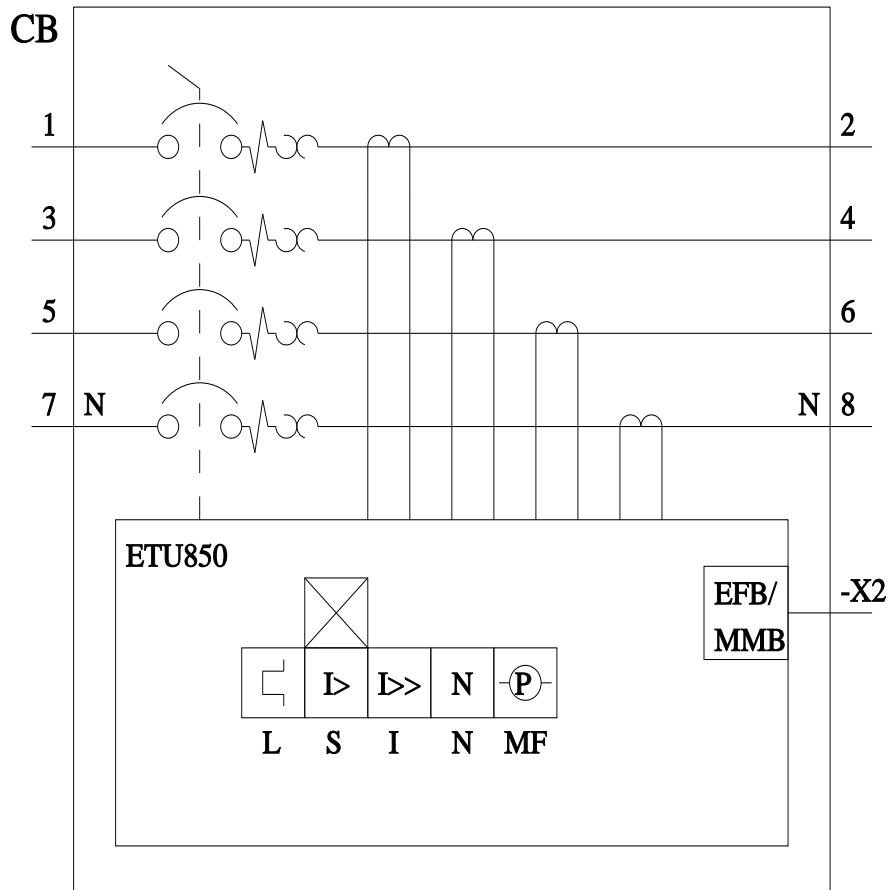 CB
1 2
3 4
5 6
7 N N 8
ETU850
EFB/ -X2
MMB
I> I>> N P
L S I N MF